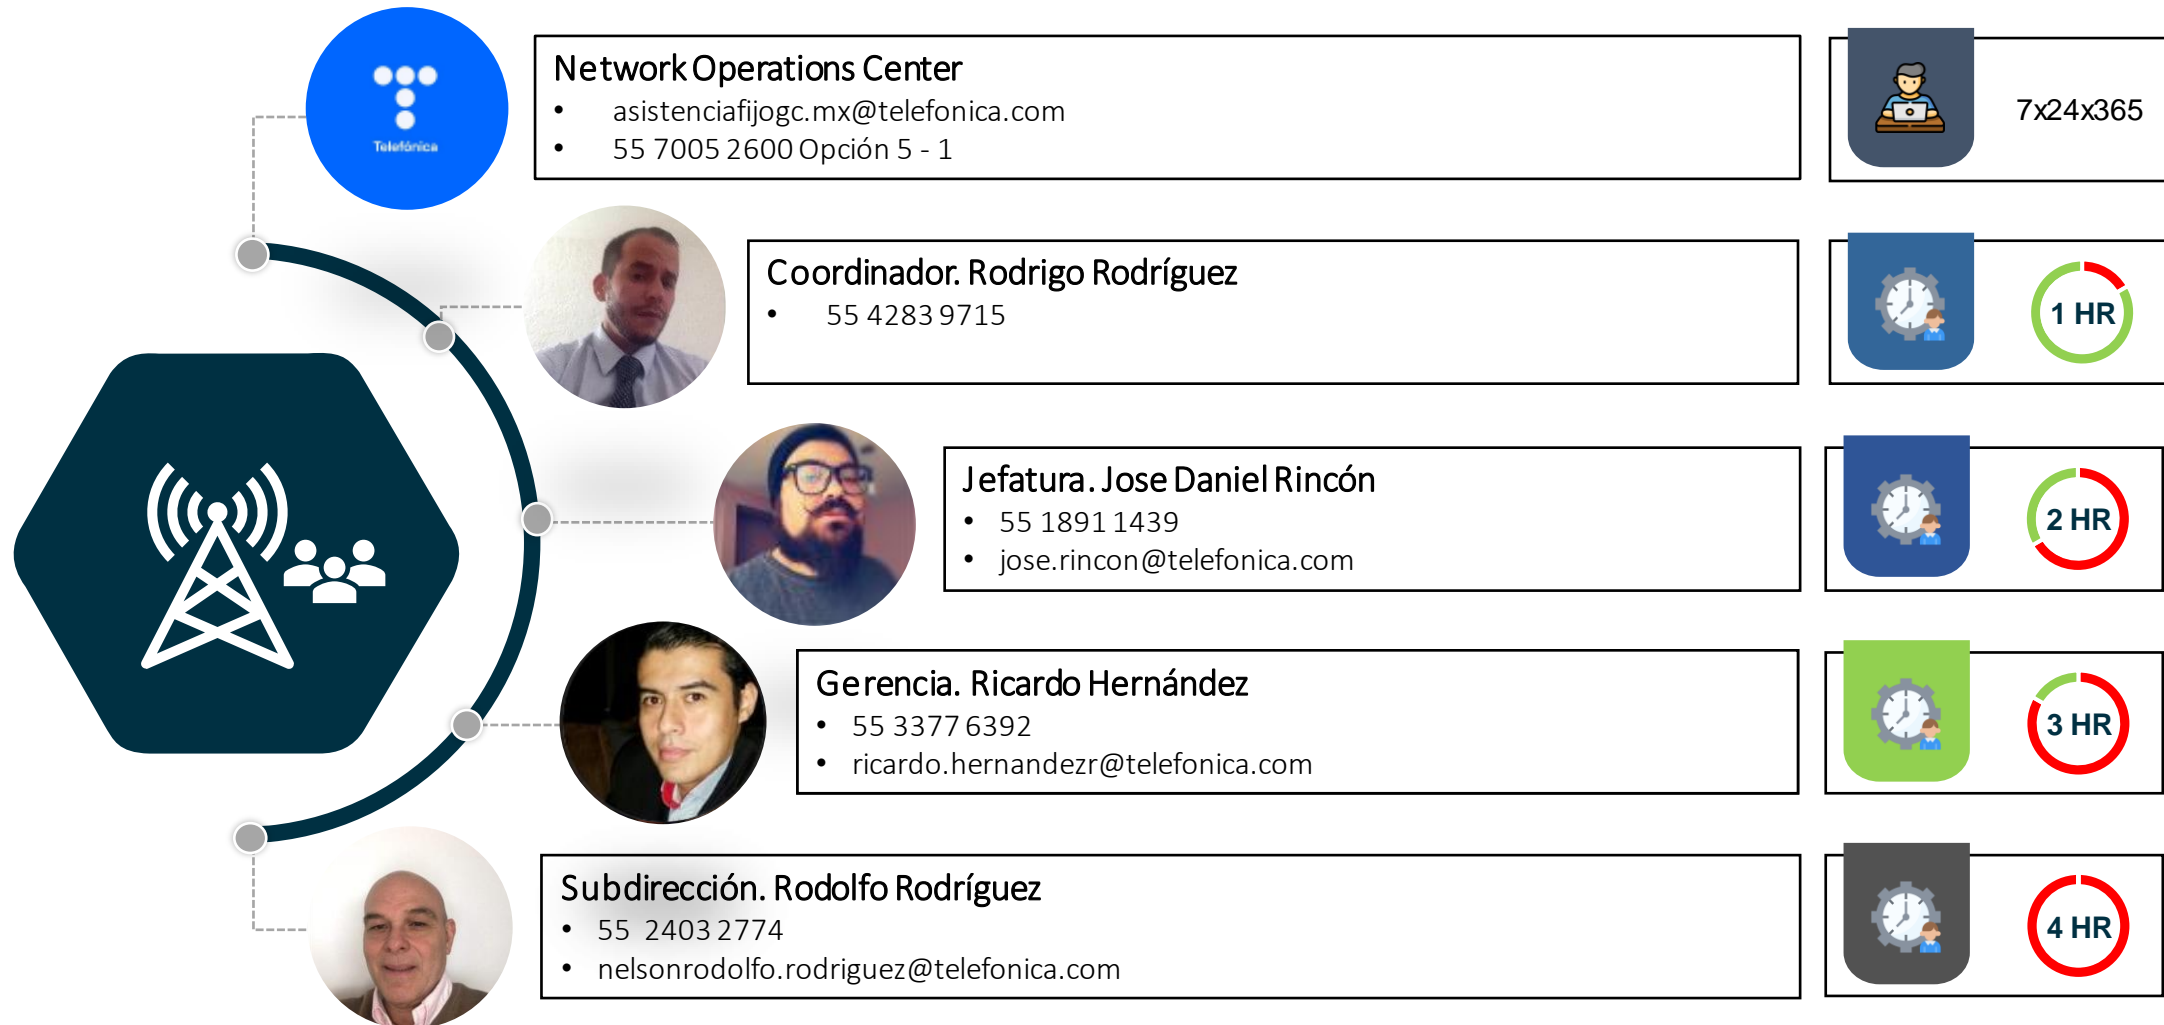 Telefónica
Network Operations Center
• asistenciafijogc.mx@telefonica.com
• 55 7005 2600 Opción 5 - 1
7x24x365
Coordinador. Rodrigo Rodríguez
• 55 4283 9715
1 HR
Jefatura. Jose Daniel Rincón
• 55 1891 1439
• jose.rincon@telefonica.com
2 HR
Gerencia. Ricardo Hernández
• 55 3377 6392
• ricardo.hernandezr@telefonica.com
3 HR
Subdirección. Rodolfo Rodríguez
• 55 2403 2774
• nelsonrodolfo.rodriguez@telefonica.com
4 HR